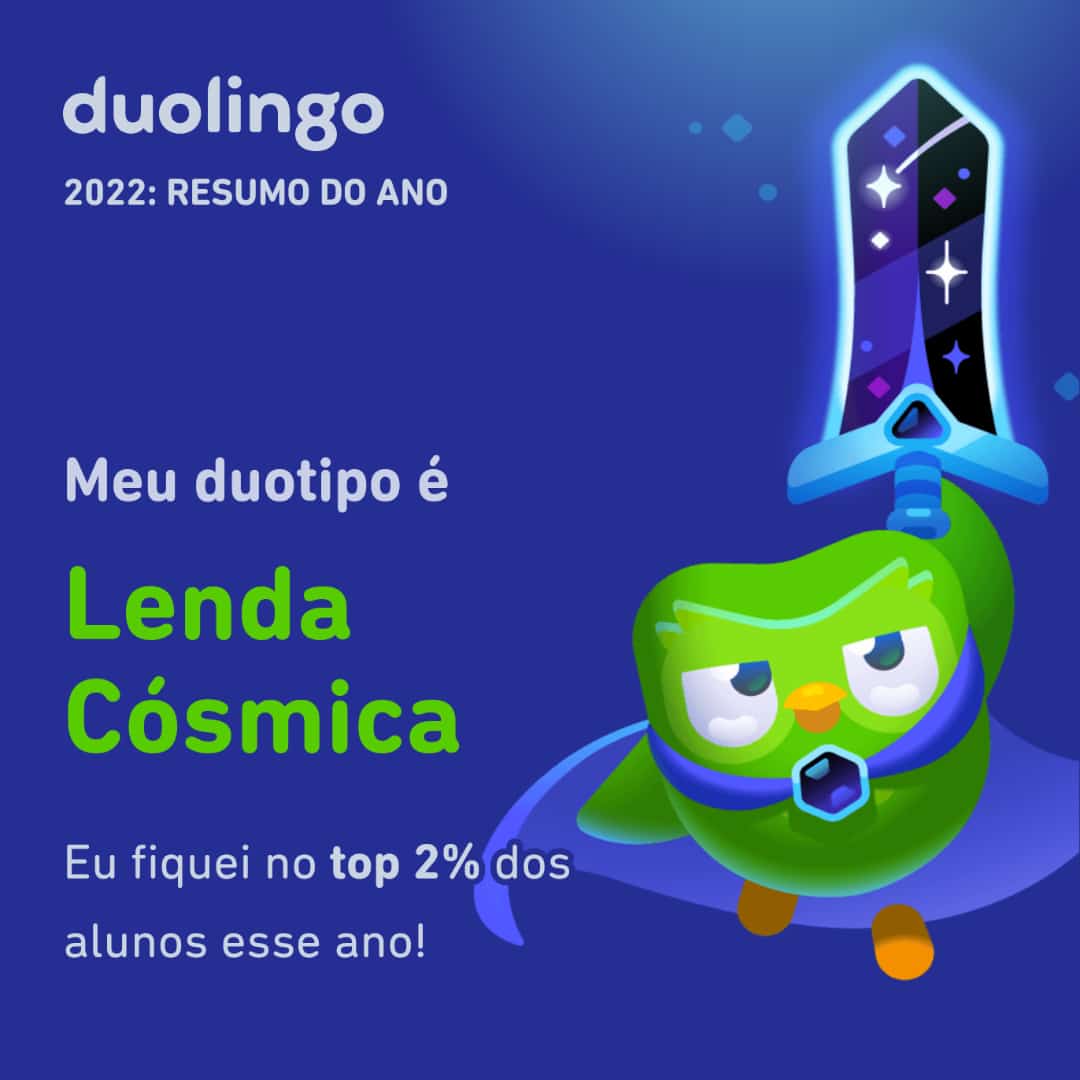 duolingo
2022: RESUMO DO ANO
Meu duotipo é
Lenda
Cósmica
Eu fiquei no top 2% dos
alunos esse ano!